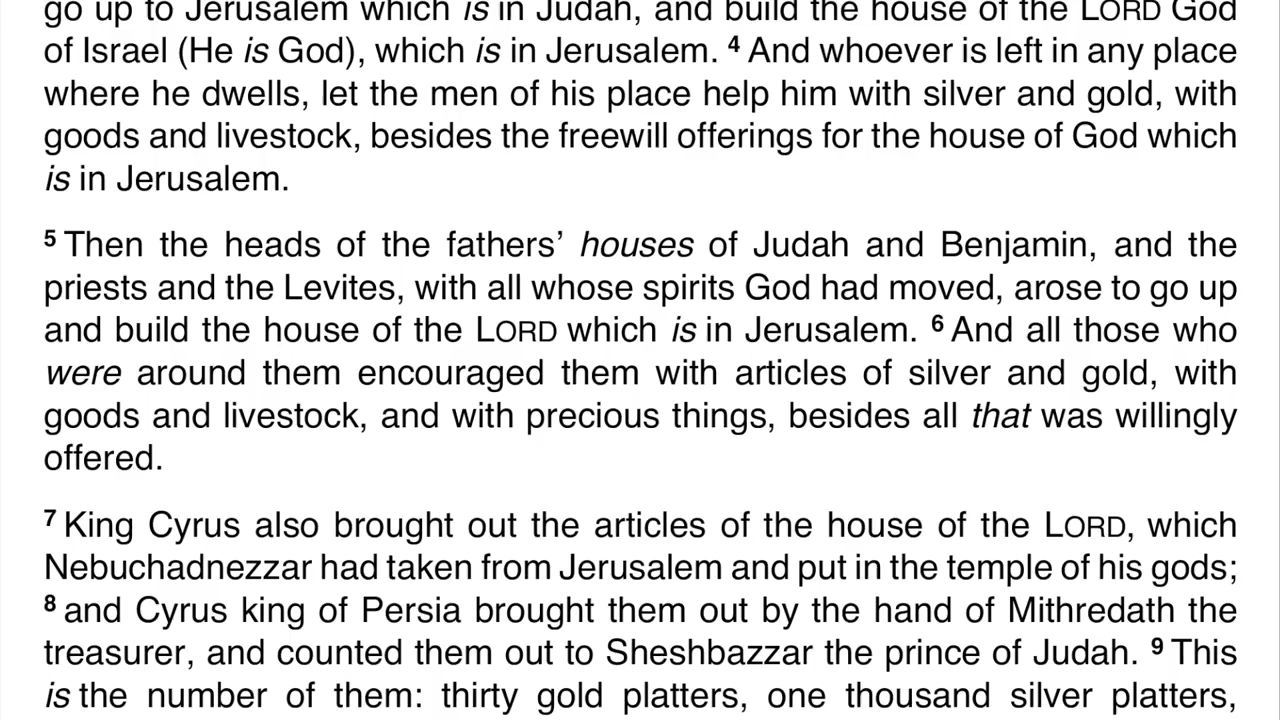 go up to Jerusalem which is in Judah, and build the house of the LORD God
of Israel (He is God), which is in Jerusalem. 4 And whoever is left in any place
where he dwells, let the men of his place help him with silver and gold, with
goods and livestock, besides the freewill offerings for the house of God which
is in Jerusalem.
5 Then the heads of the fathers’ houses of Judah and Benjamin, and the
priests and the Levites, with all whose spirits God had moved, arose to go up
and build the house of the LORD which is in Jerusalem. 6 And all those who
were around them encouraged them with articles of silver and gold, with
goods and livestock, and with precious things, besides all that was willingly
offered.
7 King Cyrus also brought out the articles of the house of the LORD, which
Nebuchadnezzar had taken from Jerusalem and put in the temple of his gods;
8 and Cyrus king of Persia brought them out by the hand of Mithredath the
treasurer, and counted them out to Sheshbazzar the prince of Judah. 9 This
is the number of them: thirty gold platters, one thousand silver platters,